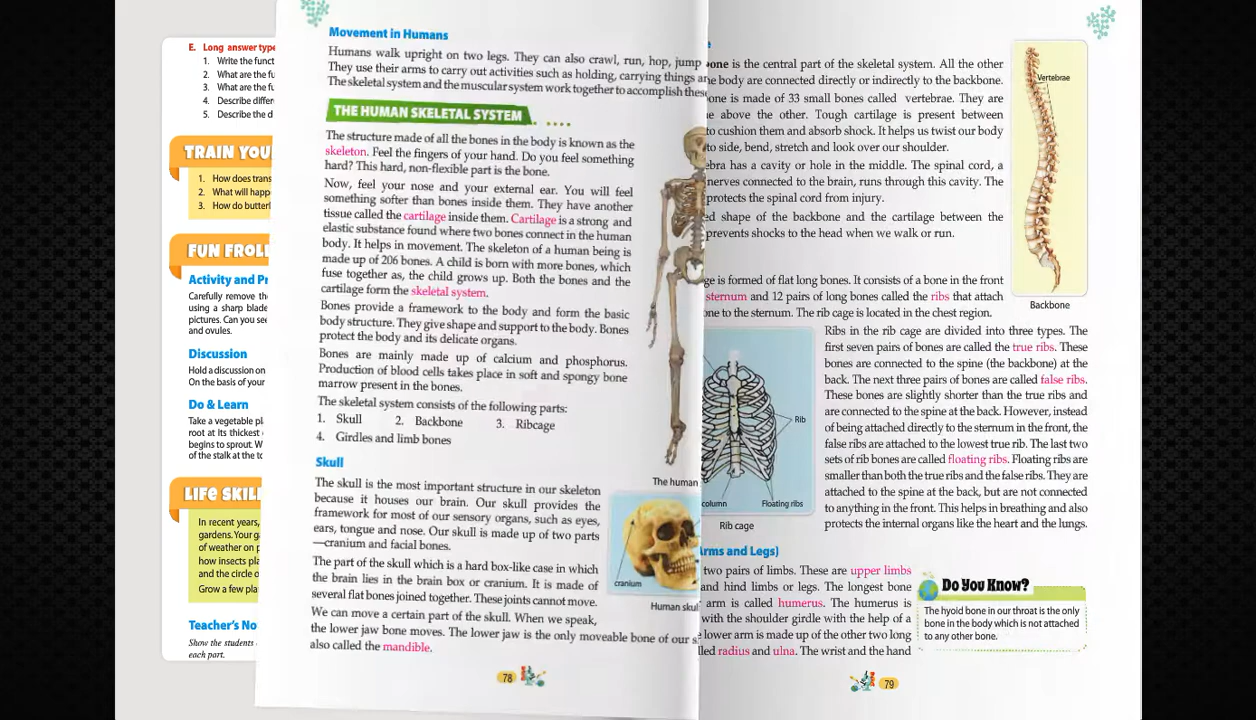 E. Long answer type
1. Write the funct
2. What are the fu
3. What are the fu
4. Describe differ
5. Describe the d
TRAIN YOU
1. How does trans
2. What will happ
3. How do butterf
FUN FROL
Activity and Pr
Carefully remove the
using a sharp blade
pictures. Can you see
and ovules.
Discussion
Hold a discussion on
On the basis of your
Do & Learn
Take a vegetable pl
root at its thickest
begins to sprout. W
of the stalk at the to
LIFE SKILL
In recent years,
gardens. Your ga
of weather on p
how insects pla
and the circle o
Grow a few pla
Teacher's No
Show the students
each part.
Movement in Humans
Humans walk upright on two legs. They can also crawl, run, hop, jump
They use their arms to carry out activities such as holding, carrying things a
The skeletal system and the muscular system work together to accomplish these
THE HUMAN SKELETAL SYSTEM
The structure made of all the bones in the body is known as the
skeleton. Feel the fingers of your hand. Do you feel something
hard? This hard, non-flexible part is the bone.
Now, feel your nose and your external ear. You will feel
something softer than bones inside them. They have another
tissue called the cartilage inside them. Cartilage is a strong and
elastic substance found where two bones connect in the human
body. It helps in movement. The skeleton of a human being is
made up of 206 bones. A child is born with more bones, which
fuse together as, the child grows up. Both the bones and the
cartilage form the skeletal system.
Bones provide a framework to the body and form the basic
body structure. They give shape and support to the body. Bones
protect the body and its delicate organs.
Bones are mainly made up of calcium and phosphorus.
Production of blood cells takes place in soft and spongy bone
marrow present in the bones.
The skeletal system consists of the following parts:
1. Skull 2. Backbone 3. Ribcage
4. Girdles and limb bones
The human
Skull
The skull is the most important structure in our skeleton
because it houses our brain. Our skull provides the
framework for most of our sensory organs, such as eyes,
ears, tongue and nose. Our skull is made up of two parts
—cranium and facial bones.
The part of the skull which is a hard box-like case in which
the brain lies in the brain box or cranium. It is made of
several flat bones joined together. These joints cannot move.
We can move a certain part of the skull. When we speak,
the lower jaw bone moves. The lower jaw is the only moveable bone of our s
also called the mandible.
cranium
Human skul
78
e
bone is the central part of the skeletal system. All the other
he body are connected directly or indirectly to the backbone.
one is made of 33 small bones called vertebrae. They are
e above the other. Tough cartilage is present between
to cushion them and absorb shock. It helps us twist our body
to side, bend, stretch and look over our shoulder.
ebra has a cavity or hole in the middle. The spinal cord, a
nerves connected to the brain, runs through this cavity. The
protects the spinal cord from injury.
ed shape of the backbone and the cartilage between the
prevents shocks to the head when we walk or run.
Vertebrae
Backbone
ge is formed of flat long bones. It consists of a bone in the front
sternum and 12 pairs of long bones called the ribs that attach
one to the sternum. The rib cage is located in the chest region.
Rib
column
Floating ribs
Rib cage
Ribs in the rib cage are divided into three types. The
first seven pairs of bones are called the true ribs. These
bones are connected to the spine (the backbone) at the
back. The next three pairs of bones are called false ribs.
These bones are slightly shorter than the true ribs and
are connected to the spine at the back. However, instead
of being attached directly to the sternum in the front, the
false ribs are attached to the lowest true rib. The last two
sets of rib bones are called floating ribs. Floating ribs are
smaller than both the true ribs and the false ribs. They are
attached to the spine at the back, but are not connected
to anything in the front. This helps in breathing and also
protects the internal organs like the heart and the lungs.
Arms and Legs)
two pairs of limbs. These are upper limbs
and hind limbs or legs. The longest bone
arm is called humerus. The humerus is
with the shoulder girdle with the help of a
e lower arm is made up of the other two long
lled radius and ulna. The wrist and the hand
Do You Know?
The hyoid bone in our throat is the only
bone in the body which is not attached
to any other bone.
79